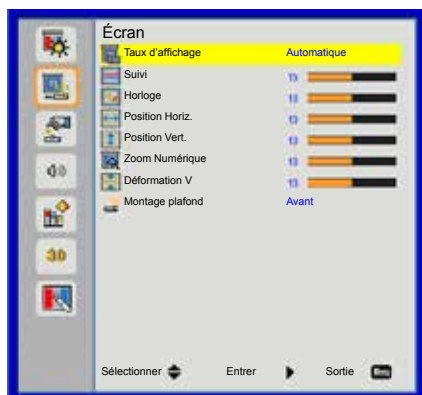 Écran
Taux d'affichage Automatique
Suivi
Horloge
Position Horiz.
Position Vert.
Zoom Numérique
Déformation V
Montage plafond Avant
3D
Sélectionner Entrer Sortie